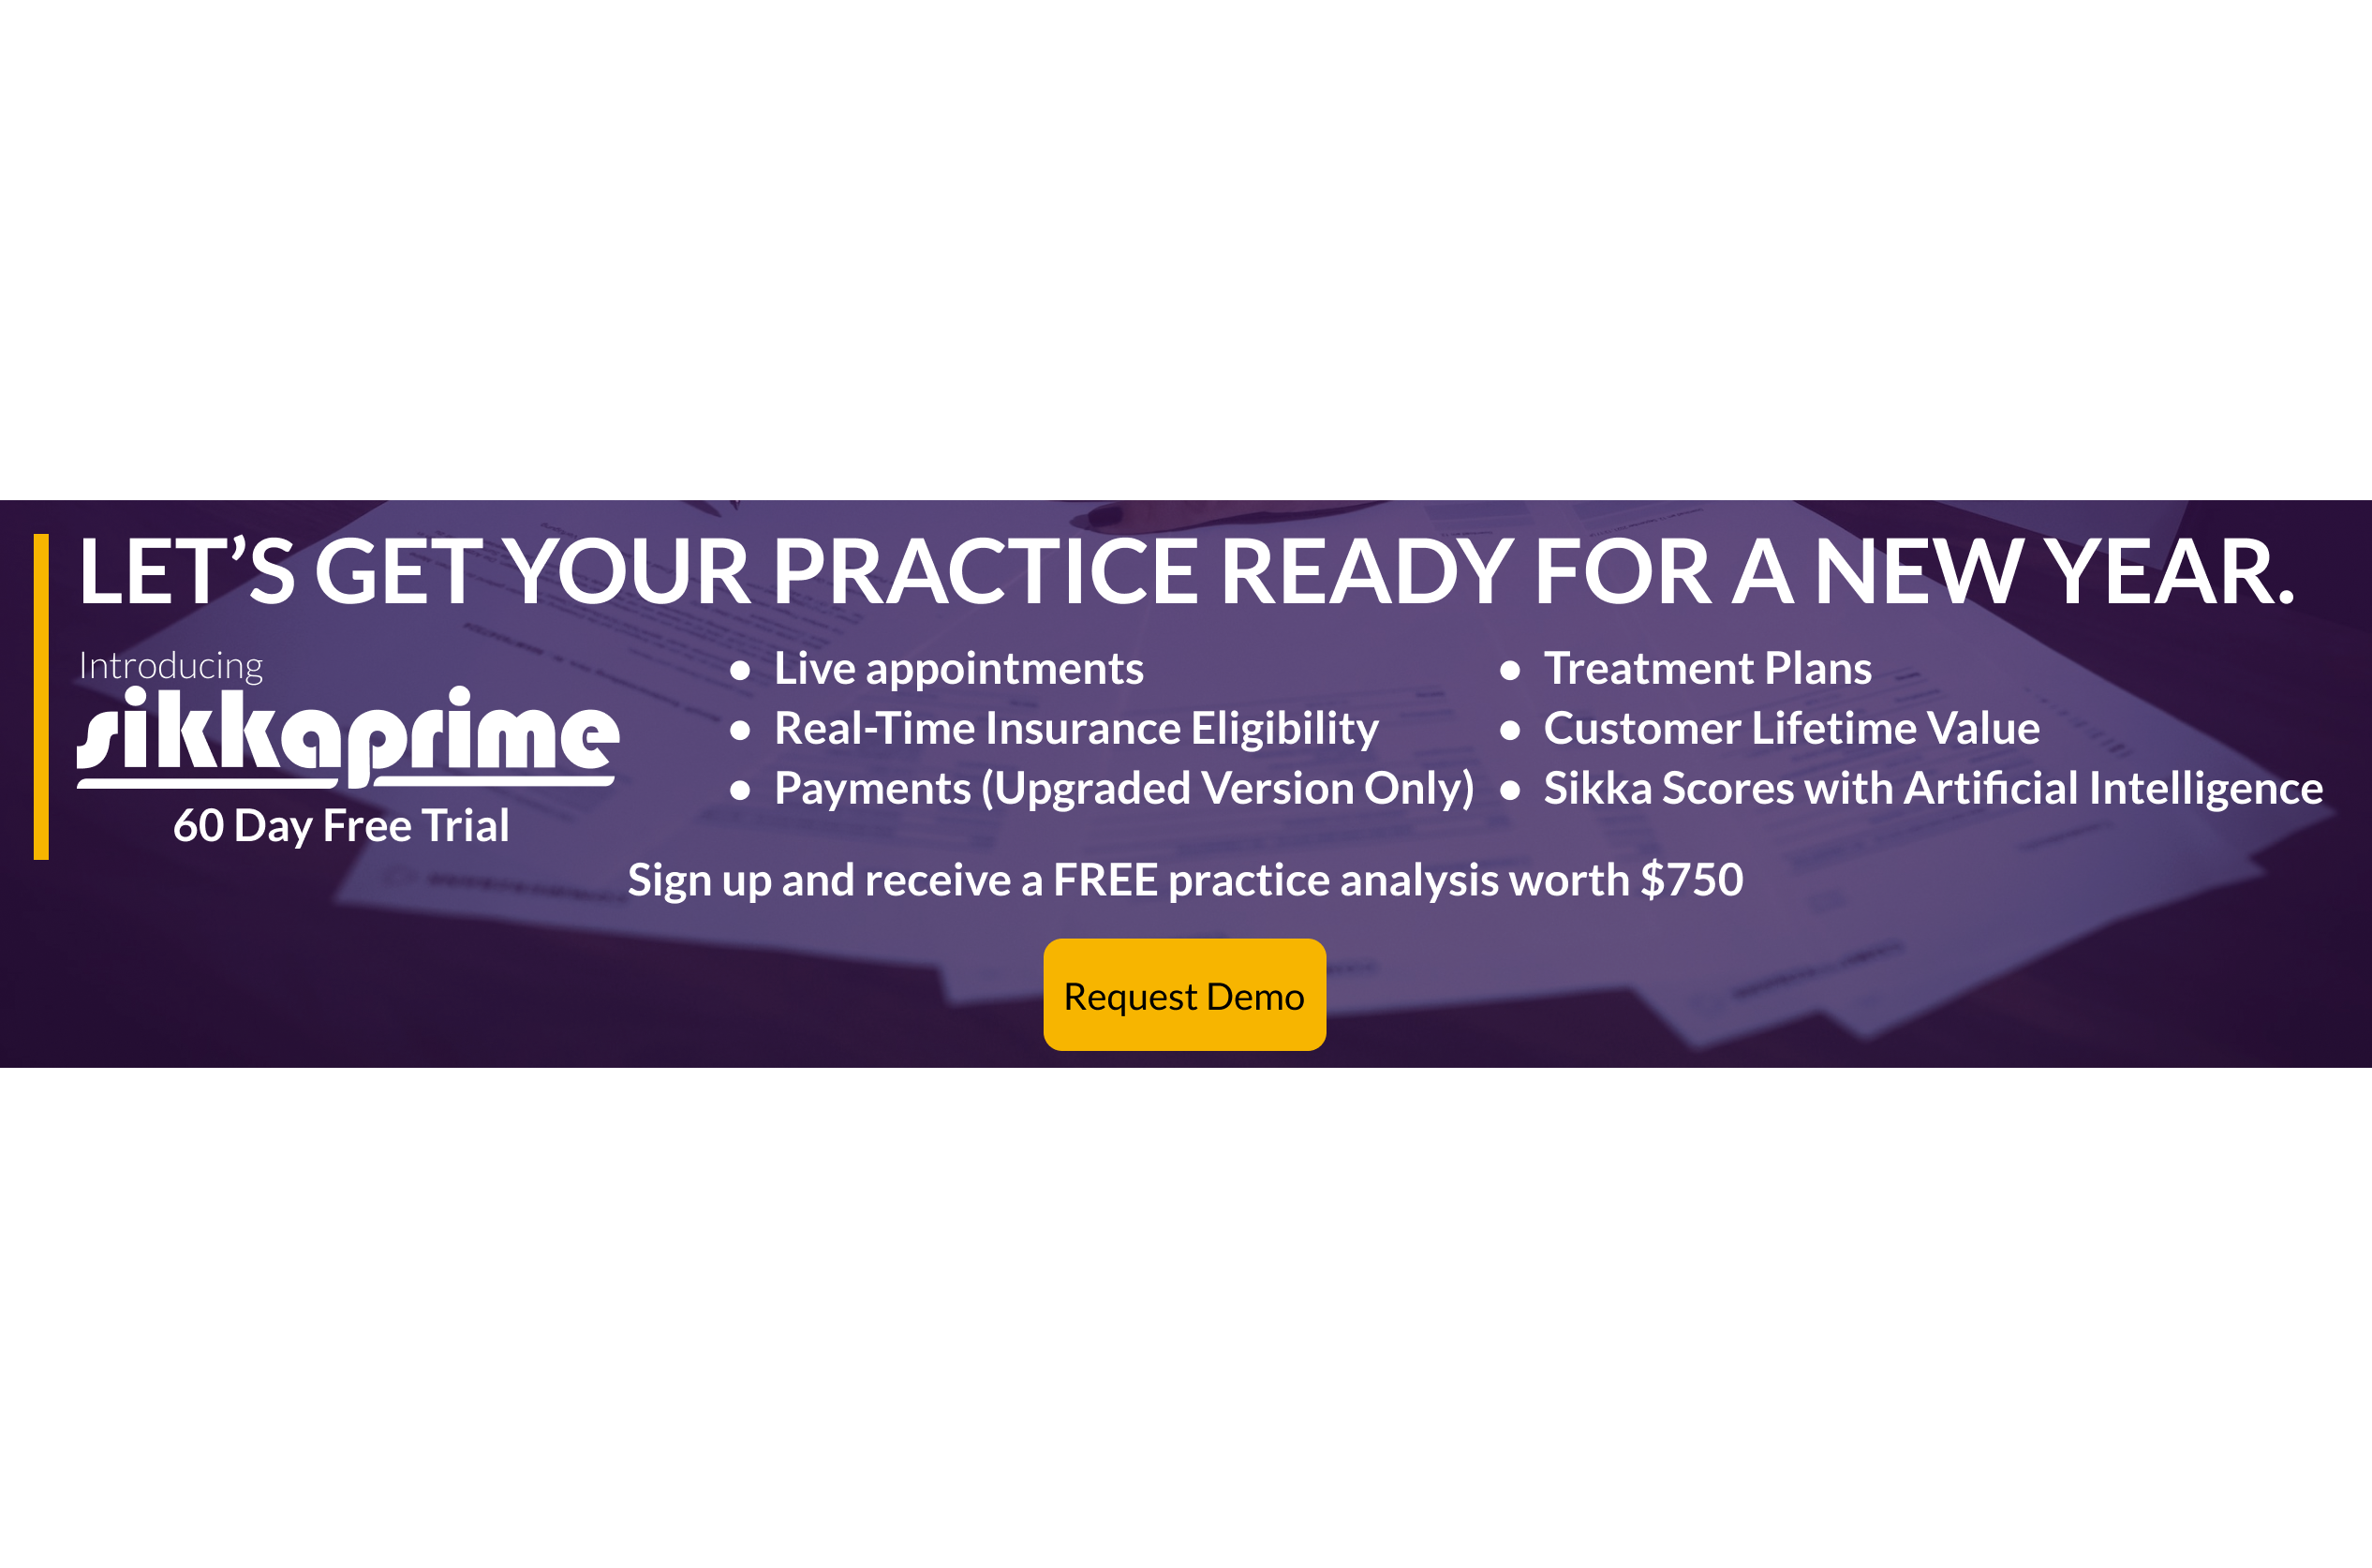 LET’S GET YOUR PRACTICE READY FOR A NEW YEAR.
Introducing
sikkaprime
60 Day Free Trial
• Live appointments
• Real-Time Insurance Eligibility
• Payments (Upgraded Version Only)
• Treatment Plans
• Customer Lifetime Value
• Sikka Scores with Artificial Intelligence
Sign up and receive a FREE practice analysis worth $750
Request Demo